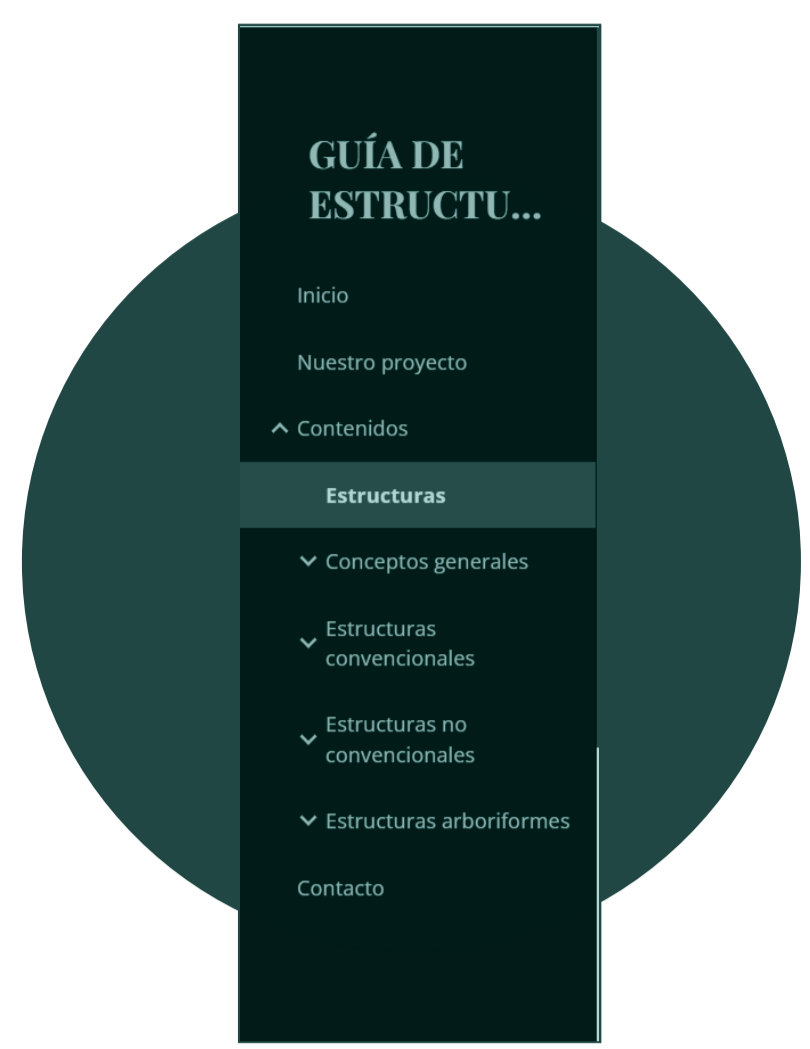 GUÍA DE
ESTRUCTU...
Inicio
Nuestro proyecto
Contenidos
Estructuras
Conceptos generales
Estructuras
convencionales
Estructuras no
convencionales
Estructuras arboriformes
Contacto